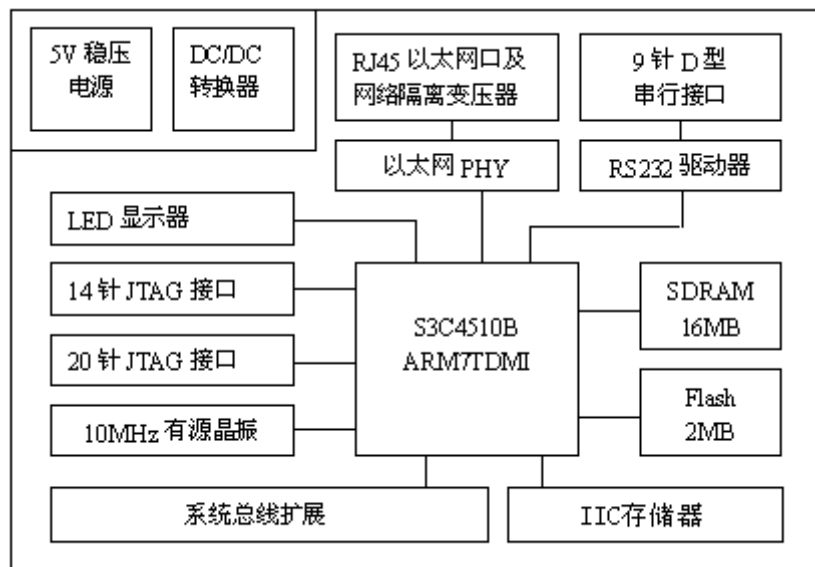 5V 稳压
电源
DC/DC
转换器
RJ45 以太网口及
网络隔离变压器
9 针 D 型
串行接口
以太网 PHY
RS232 驱动器
LED 显示器
14 针 JTAG 接口
20 针 JTAG 接口
10MHz 有源晶振
S3C4510B
ARM7TDMI
SDRAM
16MB
Flash
2MB
系统总线扩展
IIC存储器